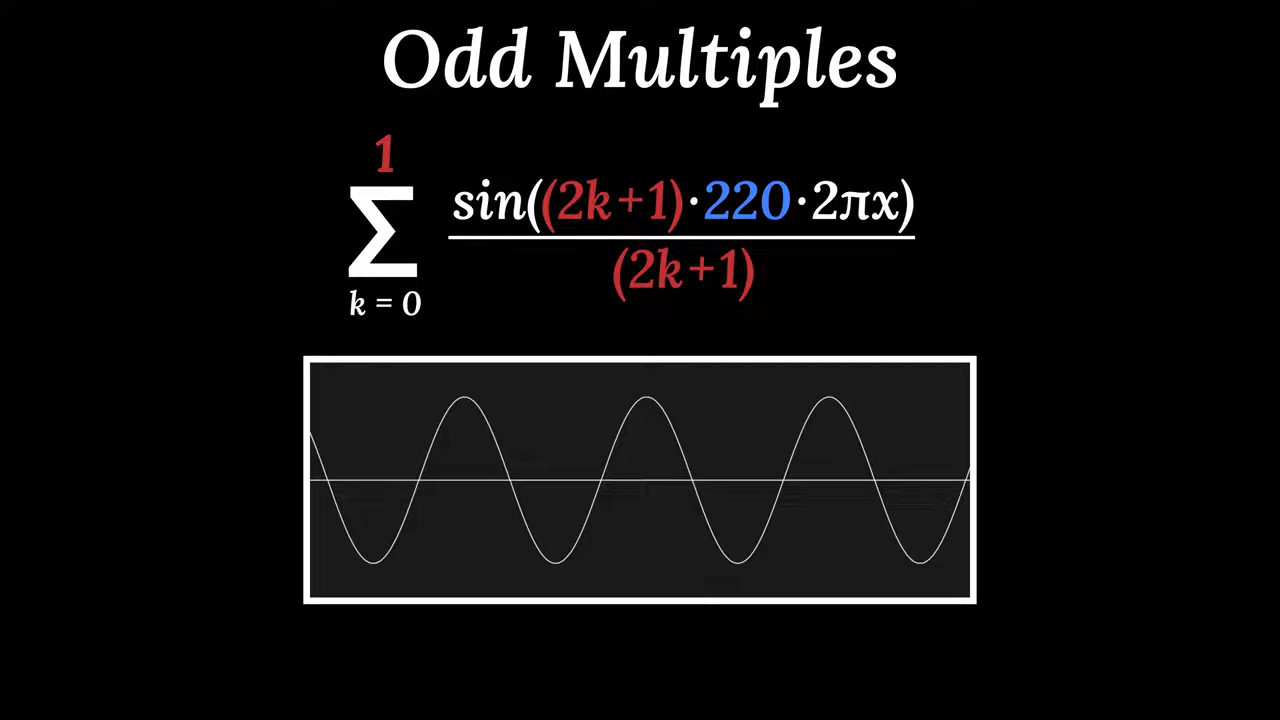 Odd Multiples
1
Σ
sin((2k+1)·220·2πx)
(2k+1)
k = 0